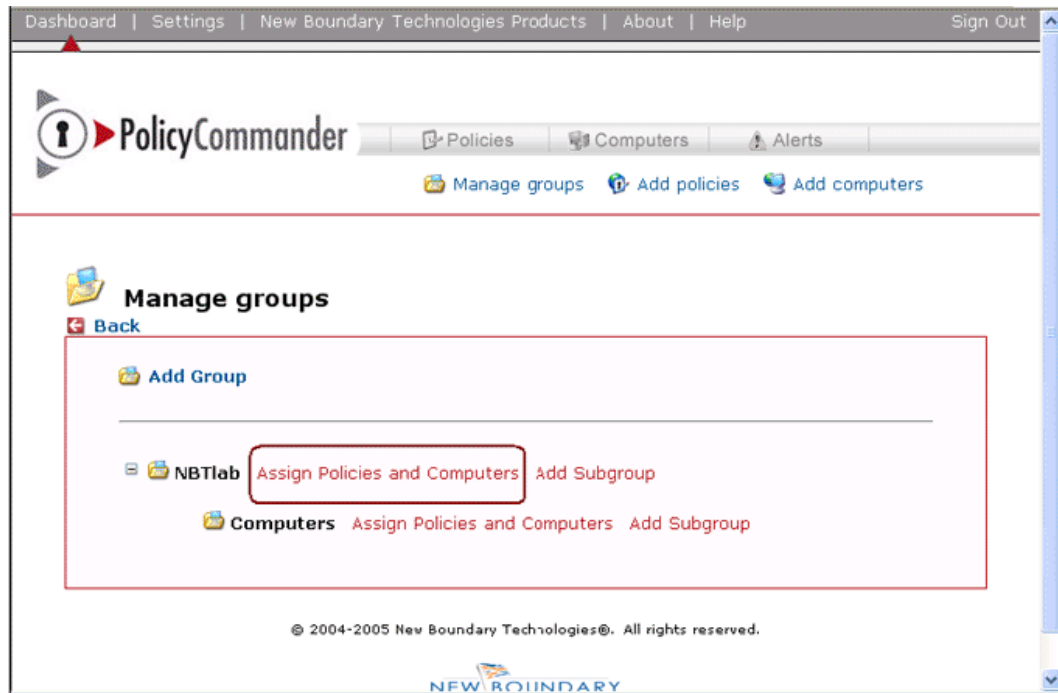 Dashboard | Settings | New Boundary Technologies Products | About | Help Sign Out
PolicyCommander
Policies Computers Alerts
Manage groups Add policies Add computers
Manage groups
Back
Add Group
NBTlab Assign Policies and Computers Add Subgroup
Computers Assign Policies and Computers Add Subgroup
© 2004-2005 New Boundary Technologies®. All rights reserved.
NEW BOUNDARY